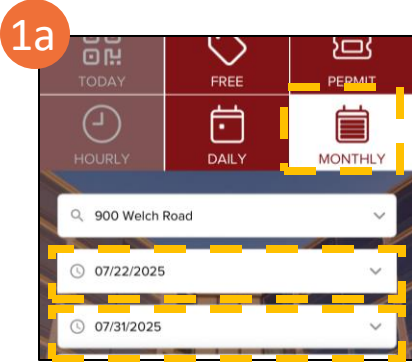 1a
TODAY FREE PERMIT
HOURLY DAILY MONTHLY
900 Welch Road
07/22/2025
07/31/2025